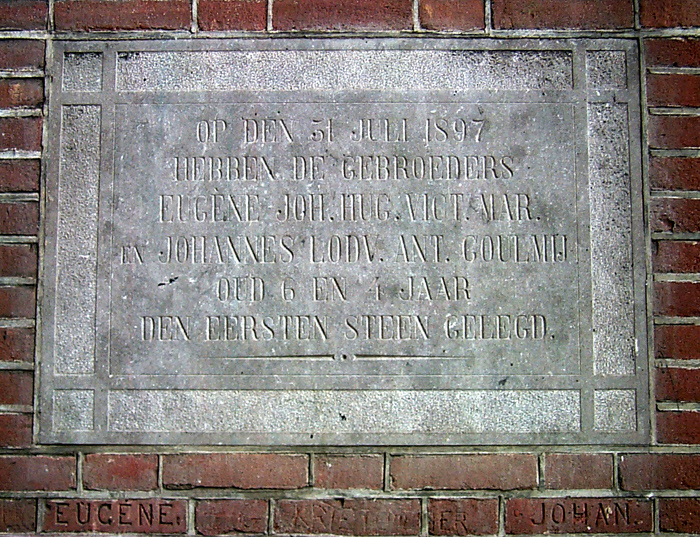 OP DEN 31 JULI 1897
HEBBEN DE GEBROEDERS
EUGÈNE JOH. HUG. VICT. MAR.
EN JOHANNES LODV. ANT. GOULMIJ
OUD 6 EN 4 JAAR
DEN EERSTEN STEEN GELEGD.
EUGÉNE JOHAN